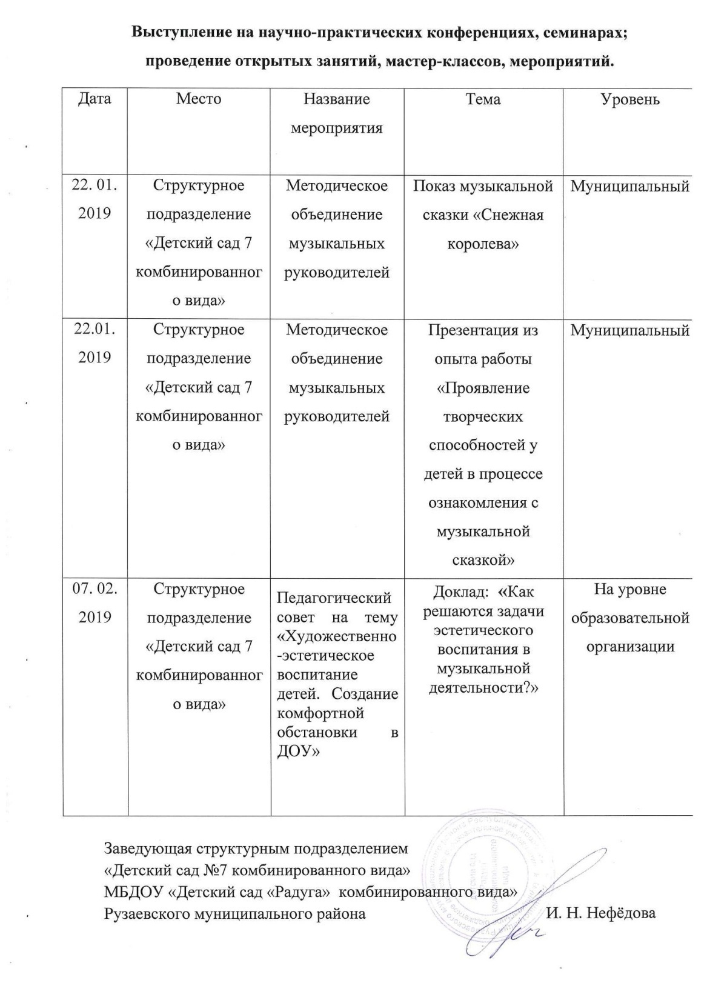 Выступление на научно-практических конференциях, семинарах;
проведение открытых занятий, мастер-классов, мероприятий.
Дата
Место
Название
мероприятия
Тема
Уровень
22. 01.
2019
Структурное
подразделение
«Детский сад 7
комбинированног
о вида»
Методическое
объединение
музыкальных
руководителей
Показ музыкальной
сказки «Снежная
королева»
Муниципальный
22.01.
2019
Структурное
подразделение
«Детский сад 7
комбинированног
о вида»
Методическое
объединение
музыкальных
руководителей
Презентация из
опыта работы
«Проявление
творческих
способностей у
детей в процессе
ознакомления с
музыкальной
сказкой»
Муниципальный
07. 02.
2019
Структурное
подразделение
«Детский сад 7
комбинированног
о вида»
Педагогический
совет на тему
«Художественно
-эстетическое
воспитание
детей. Создание
комфортной
обстановки в
ДОУ»
Доклад: «Как
решаются задачи
эстетического
воспитания в
музыкальной
деятельности?»
На уровне
образовательной
организации
Заведующая структурным подразделением
«Детский сад №7 комбинированного вида»
МБДОУ «Детский сад «Радуга» комбинированного вида»
Рузаевского муниципального района
И. Н. Нефёдова